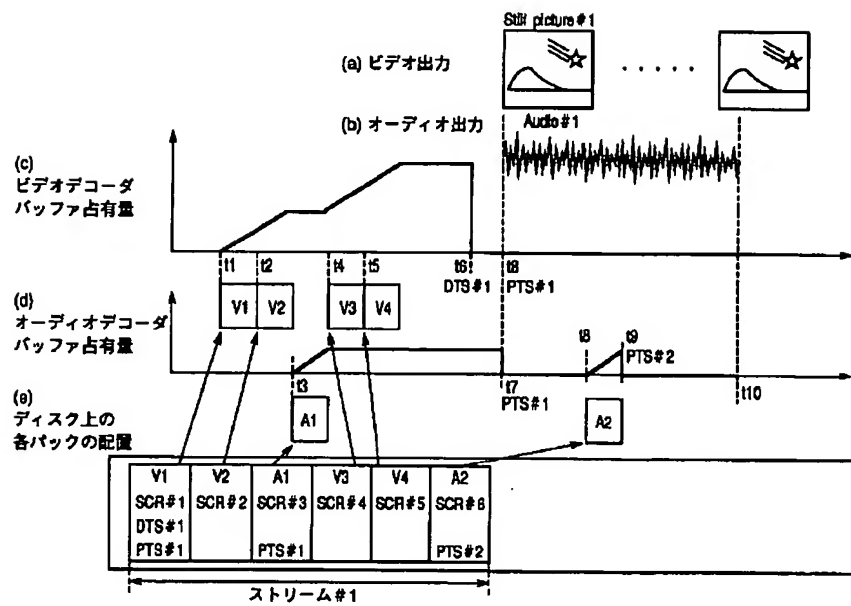 Still picture#1
(a) ビデオ出力
(b) オーディオ出力
Audio#1
(c)
ビデオデコーダ
バッファ占有量
t1 t2 t4 t5 t6 t8
DTS#1 PTS#1
V1 V2 V3 V4
(d)
オーディオデコーダ
バッファ占有量
t3 t7 t8 t9
PTS#1 PTS#2
t10
A1 A2
(e)
ディスク上の
各パックの配置
V1 V2 A1 V3 V4 A2
SCR#1 SCR#2 SCR#3 SCR#4 SCR#5 SCR#6
DTS#1
PTS#1 PTS#1 PTS#2
ストリーム#1